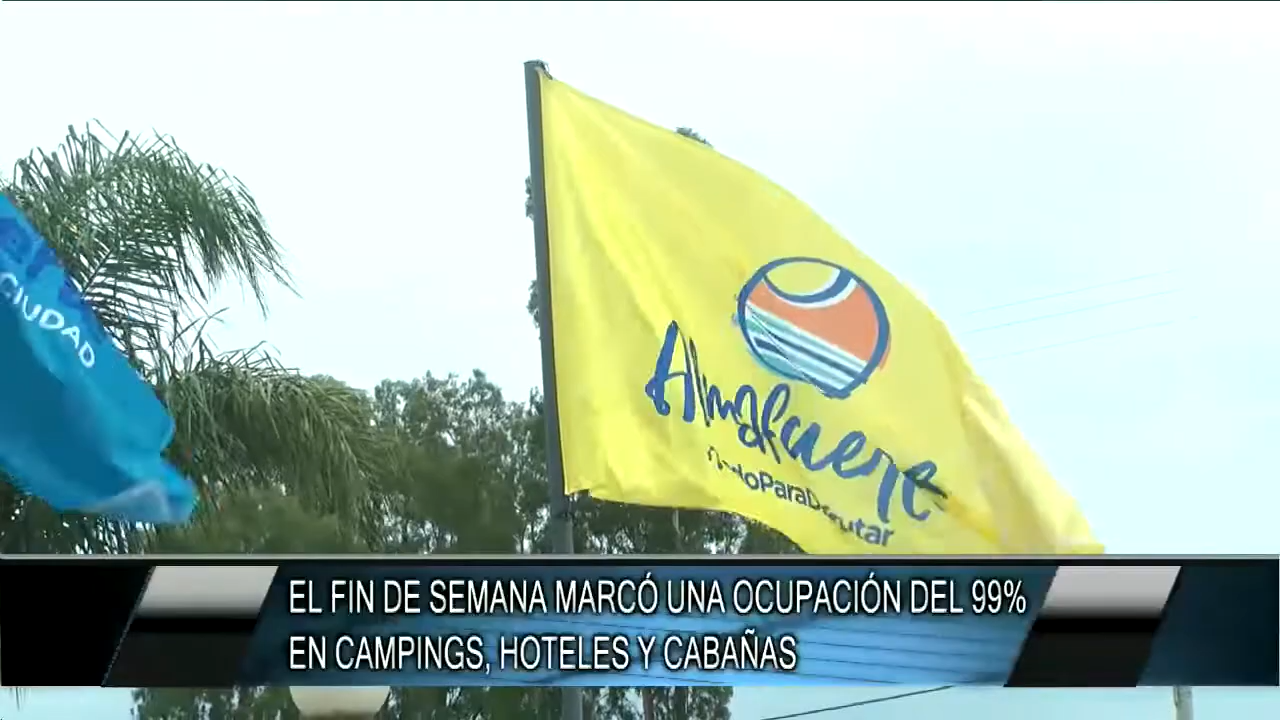 CIUDAD
Almafuerte
EL FIN DE SEMANA MARCÓ UNA OCUPACIÓN DEL 99%
EN CAMPINGS, HOTELES Y CABAÑAS